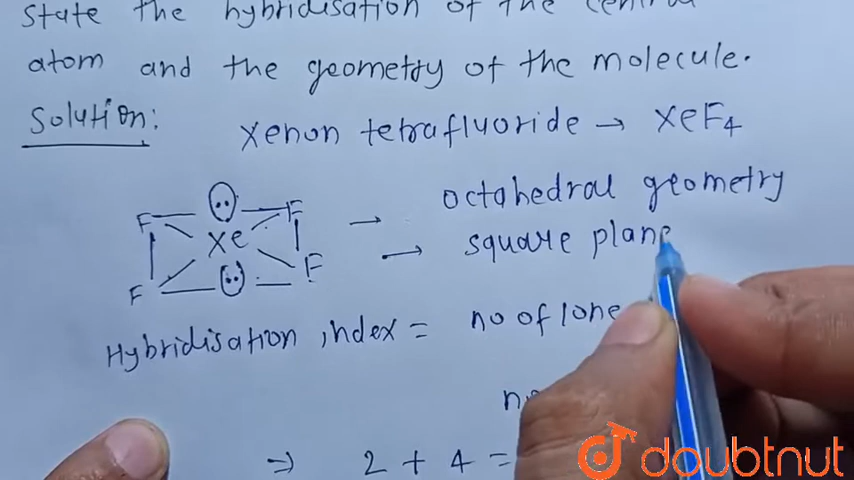 State the hybridisation of the central
atom and the geometry of the molecule.
Solution:
Xenon tetrafluoride → XeF4
octahedral geometry
F F
Xe
square plane
F F
Hybridisation index = no of lone
⇒ 2 + 4 =
doubtnut